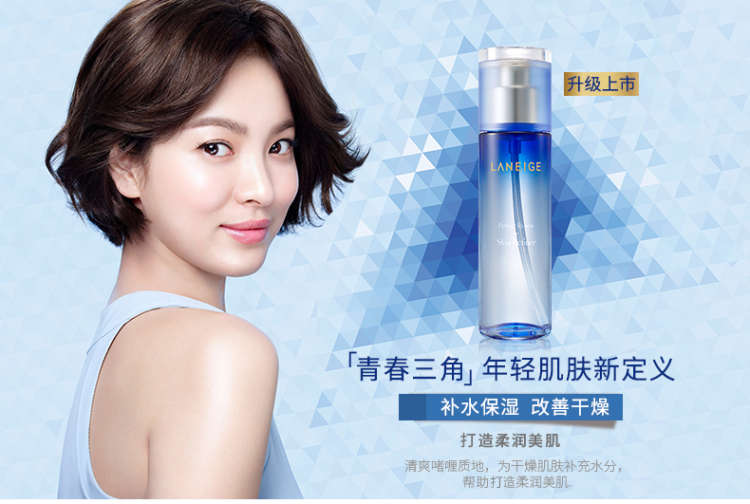 升级上市
LANEIGE
Skin Refiner
「青春三角」年轻肌肤新定义
补水保湿 改善干燥
打造柔润美肌
清爽啫喱质地，为干燥肌肤补充水分，
帮助打造柔润美肌